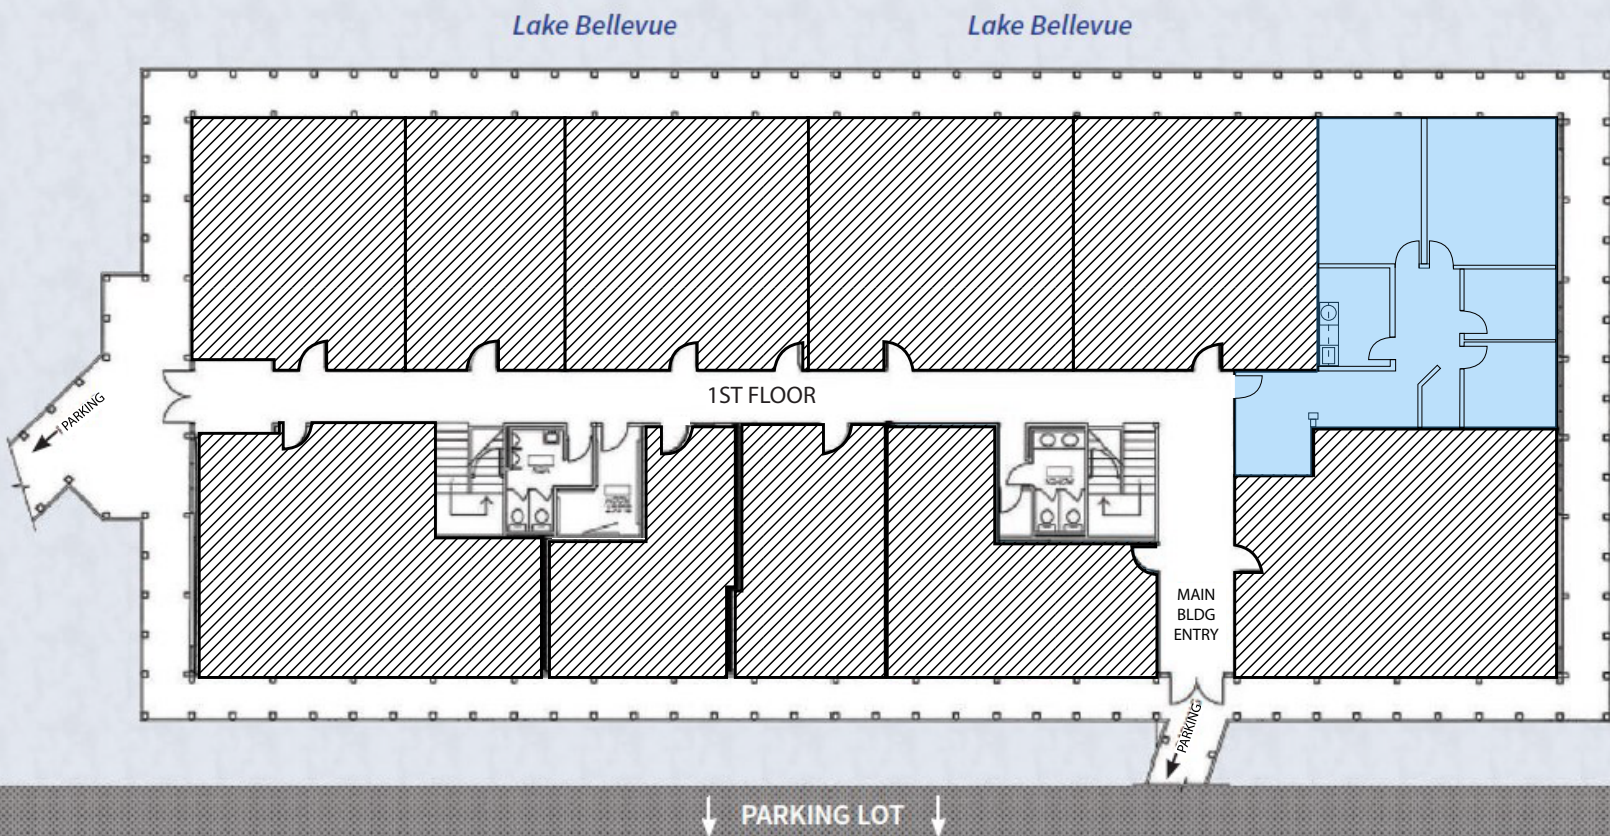 Lake Bellevue
Lake Bellevue
PARKING
1ST FLOOR
MAIN
BLDG
ENTRY
PARKING
PARKING LOT